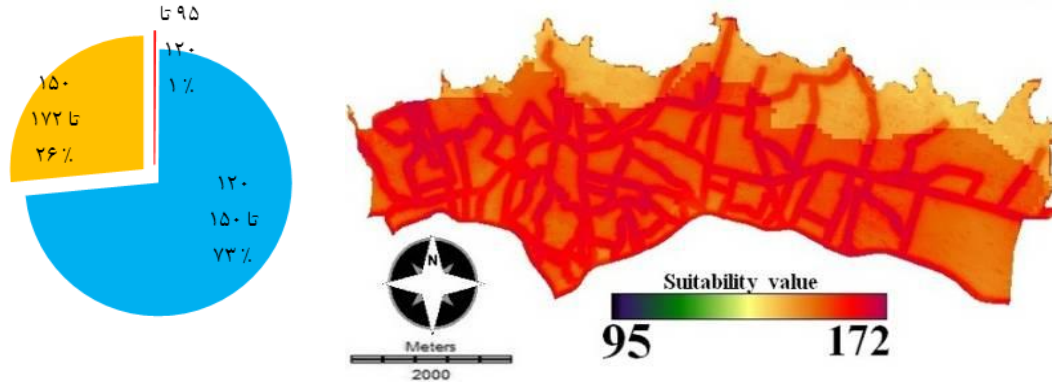 ۹۵ تا
۱۲۰
۱ %
۱۵۰
تا ۱۷۲
۲۶ %
۱۲۰
تا ۱۵۰
۷۳ %
N
Suitability value
95
172
Meters
2000